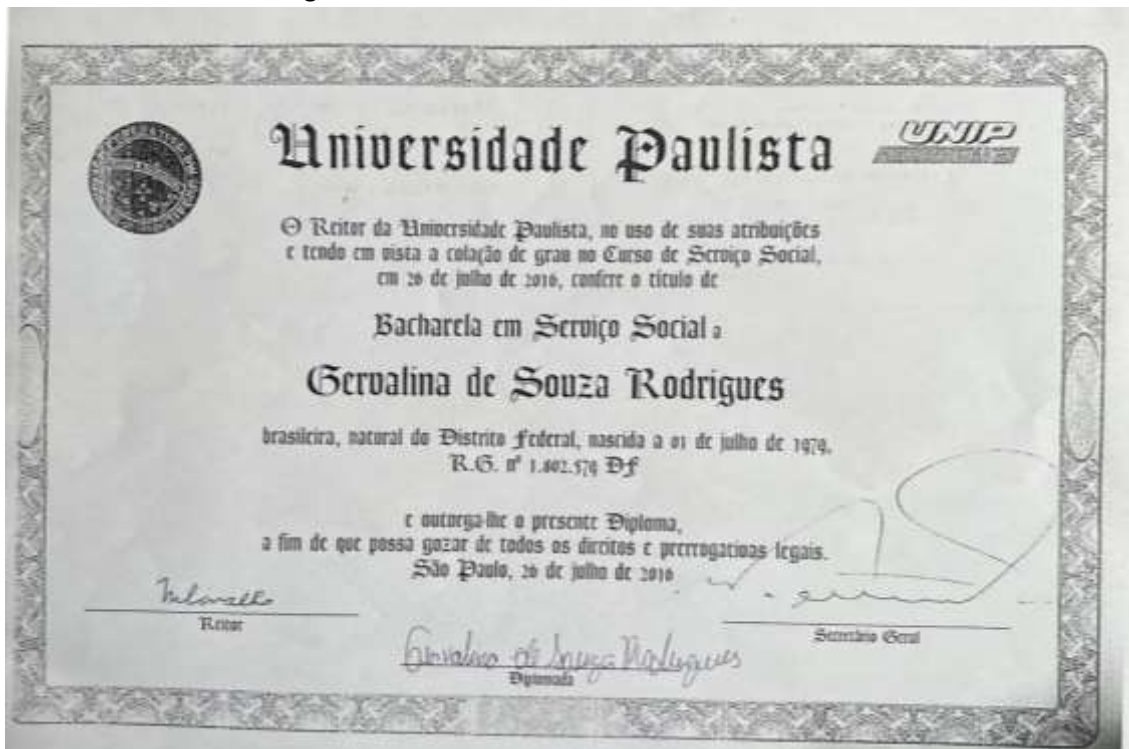 Universidade Paulista
UNIP
O Reitor da Universidade Paulista, no uso de suas atribuições
e tendo em vista a colação de grau no Curso de Serviço Social,
em 26 de julho de 2016, confere o título de
Bacharela em Serviço Social a
Gervalina de Souza Rodrigues
brasileira, natural do Distrito Federal, nascida a 01 de julho de 1979,
R.G. nº 1.802.579 Df
e outorga-lhe o presente Diploma,
a fim de que possa gozar de todos os direitos e prerrogativas legais.
São Paulo, 26 de julho de 2016
Reitor
Secretário Geral
Gervalina de Souza Rodrigues
Diplomada